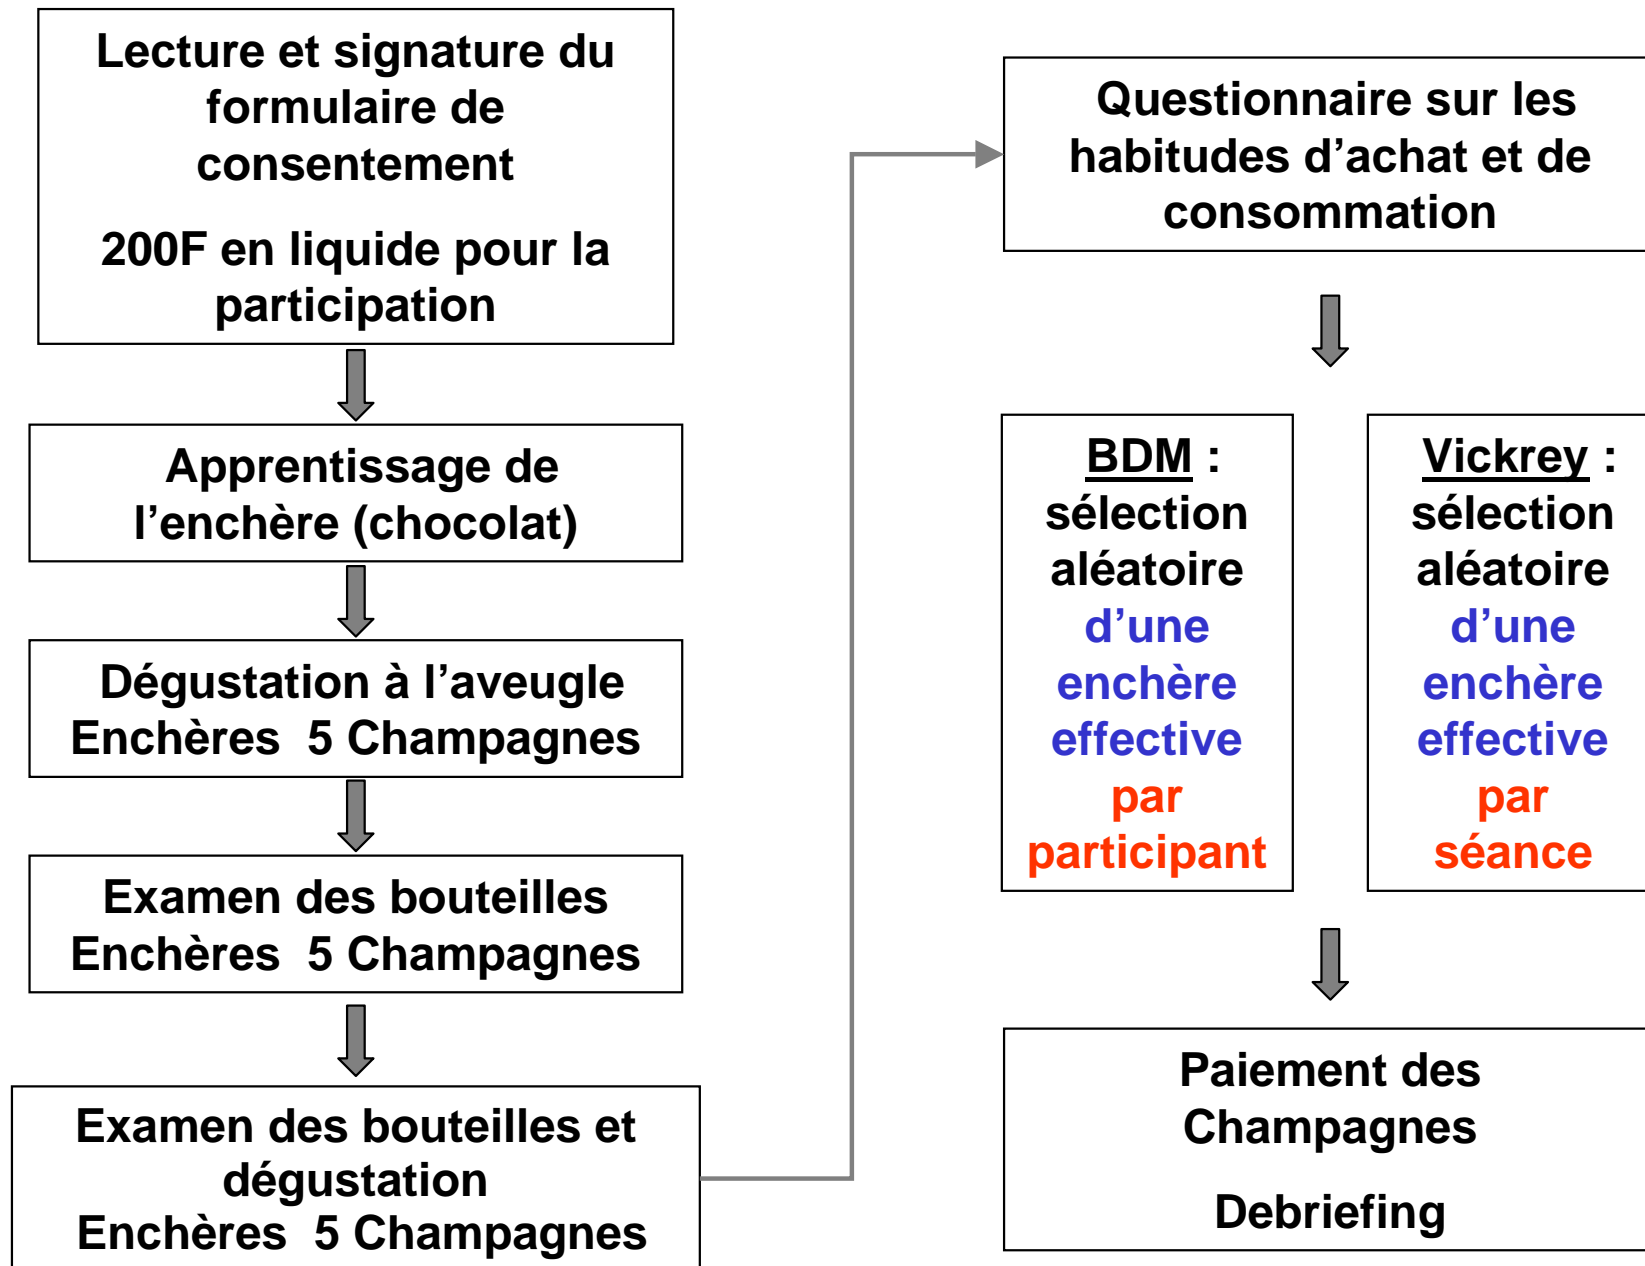 Lecture et signature du
formulaire de
consentement
200F en liquide pour la
participation
Apprentissage de
l’enchère (chocolat)
Dégustation à l’aveugle
Enchères 5 Champagnes
Examen des bouteilles
Enchères 5 Champagnes
Examen des bouteilles et
dégustation
Enchères 5 Champagnes
Questionnaire sur les
habitudes d’achat et de
consommation
BDM :
sélection
aléatoire
d’une
enchère
effective
par
participant
Vickrey :
sélection
aléatoire
d’une
enchère
effective
par
séance
Paiement des
Champagnes
Debriefing